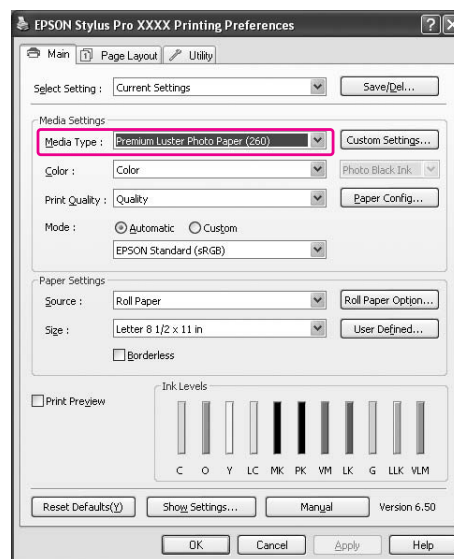 EPSON Stylus Pro XXXX Printing Preferences
Main Page Layout Utility
Select Setting : Current Settings Save/Del...
Media Settings
Media Type : Premium Luster Photo Paper (260) Custom Settings...
Color : Color Photo Black Ink
Print Quality : Quality Paper Config...
Mode : Automatic Custom
EPSON Standard (sRGB)
Paper Settings
Source : Roll Paper Roll Paper Option...
Size : Letter 8 1/2 x 11 in User Defined...
Borderless
Print Preview
Ink Levels
C O Y LC MK PK VM LK G LLK VLM
Reset Defaults(Y) Show Settings... Manual Version 6.50
OK Cancel Apply Help